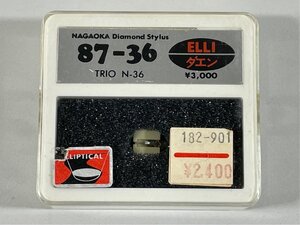 NAGAOKA Diamond Stylus
87-36
TRIO N-36
ELLI
ダエン
¥3,000
182-901
¥2,400
ELLIPTICAL